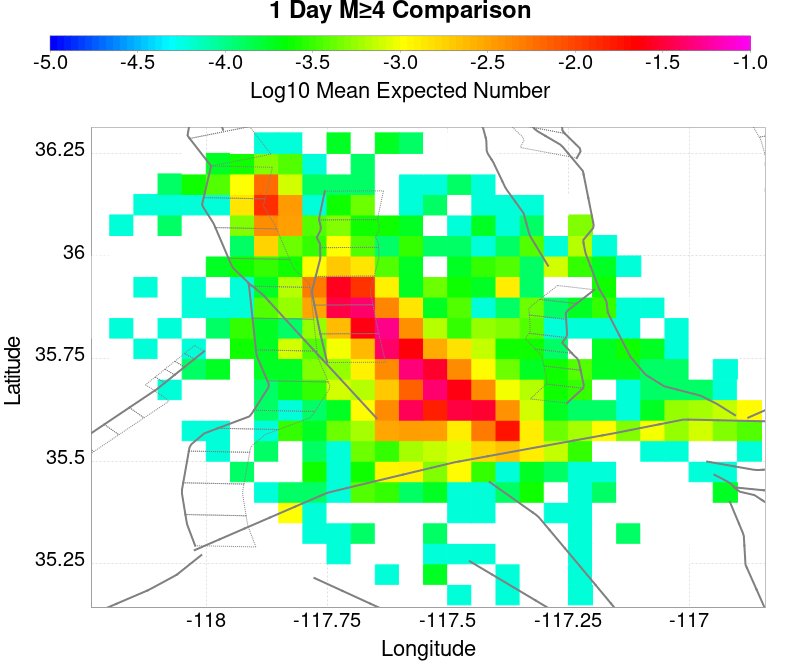 1 Day M≥4 Comparison
-5.0 -4.5 -4.0 -3.5 -3.0 -2.5 -2.0 -1.5 -1.0
Log10 Mean Expected Number
36.25
36
35.75
35.5
35.25
Latitude
-118 -117.75 -117.5 -117.25 -117
Longitude